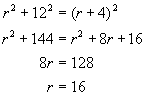 r² + 12² = (r + 4)²
r² + 144 = r² + 8r + 16
8r = 128
r = 16